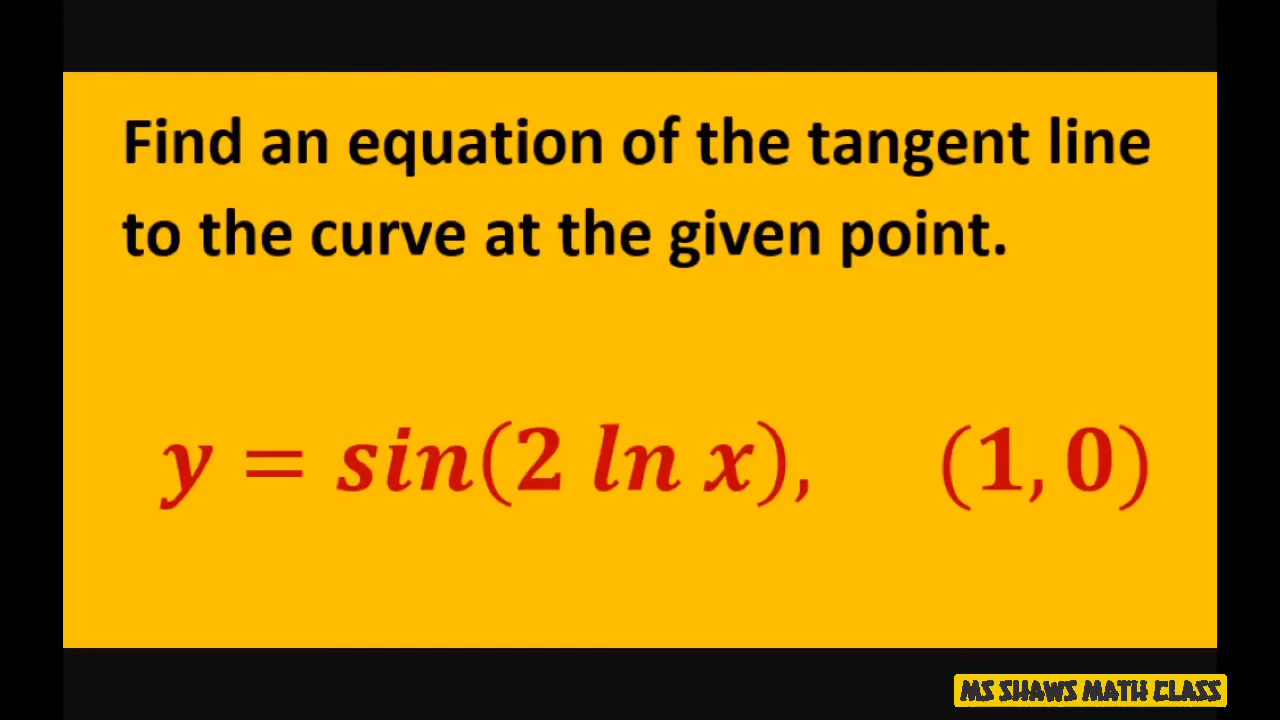 Find an equation of the tangent line
to the curve at the given point.
y = sin(2 ln x), (1, 0)
MS SHAWS MATH CLASS